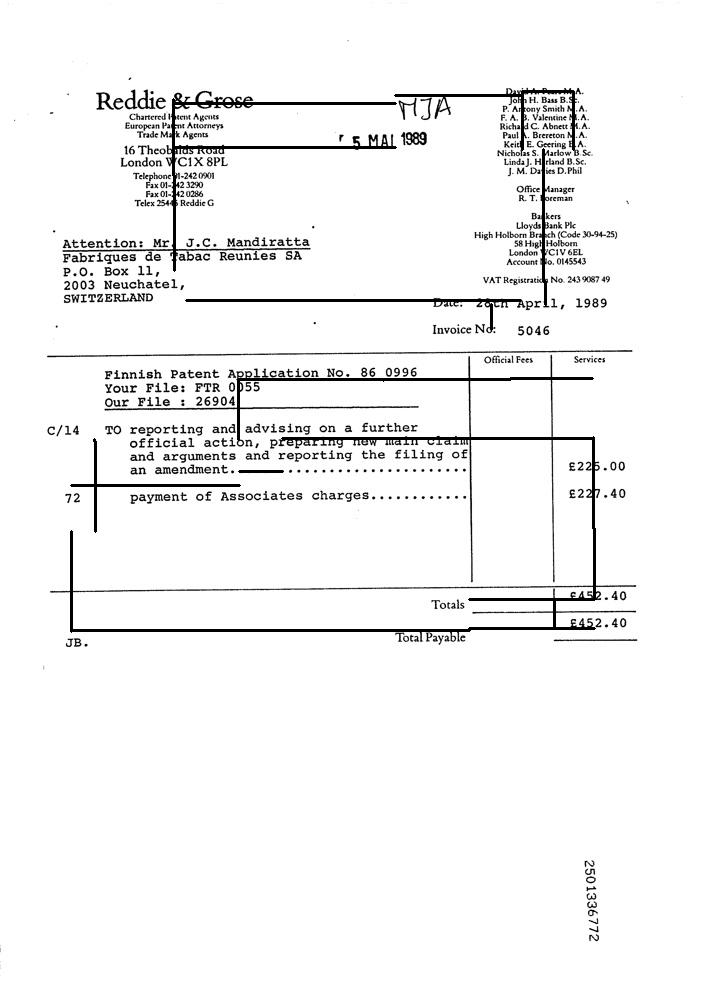 Reddie & Grose
Chartered Patent Agents
European Patent Attorneys
Trade Mark Agents
16 Theobalds Road
London WC1X 8PL
Telephone 01-242 0901
Fax 01-242 3290
Fax 01-242 0286
Telex 25445 Reddie G
MJA
5 MAI 1989
David A. M.A.
John H. Bass B.Sc.
P. Antony Smith M.A.
F. A. B. Valentine M.A.
Richard C. Abnett M.A.
Paul A. Brereton M.A.
Keith E. Geering B.A.
Nicholas S. Marlow B.Sc.
Linda J. Harland B.Sc.
J. M. Davies D.Phil
Office Manager
R. T. Foreman
Bankers
Lloyds Bank Plc
High Holborn Branch (Code 30-94-25)
58 High Holborn
London WC1V 6EL
Account No. 0145543
VAT Registration No. 243 9087 49
Attention: Mr. J.C. Mandiratta
Fabriques de Tabac Reunies SA
P.O. Box 11,
2003 Neuchatel,
SWITZERLAND
Date: 28th April, 1989
Invoice No: 5046
Official Fees Services
Finnish Patent Application No. 86 0996
Your File: FTR 0055
Our File : 26904
C/14 TO reporting and advising on a further
official action, preparing new main claim
and arguments and reporting the filing of
an amendment....................... £225.00
72 payment of Associates charges............ £227.40
Totals £452.40
Total Payable £452.40
JB.
2501336772